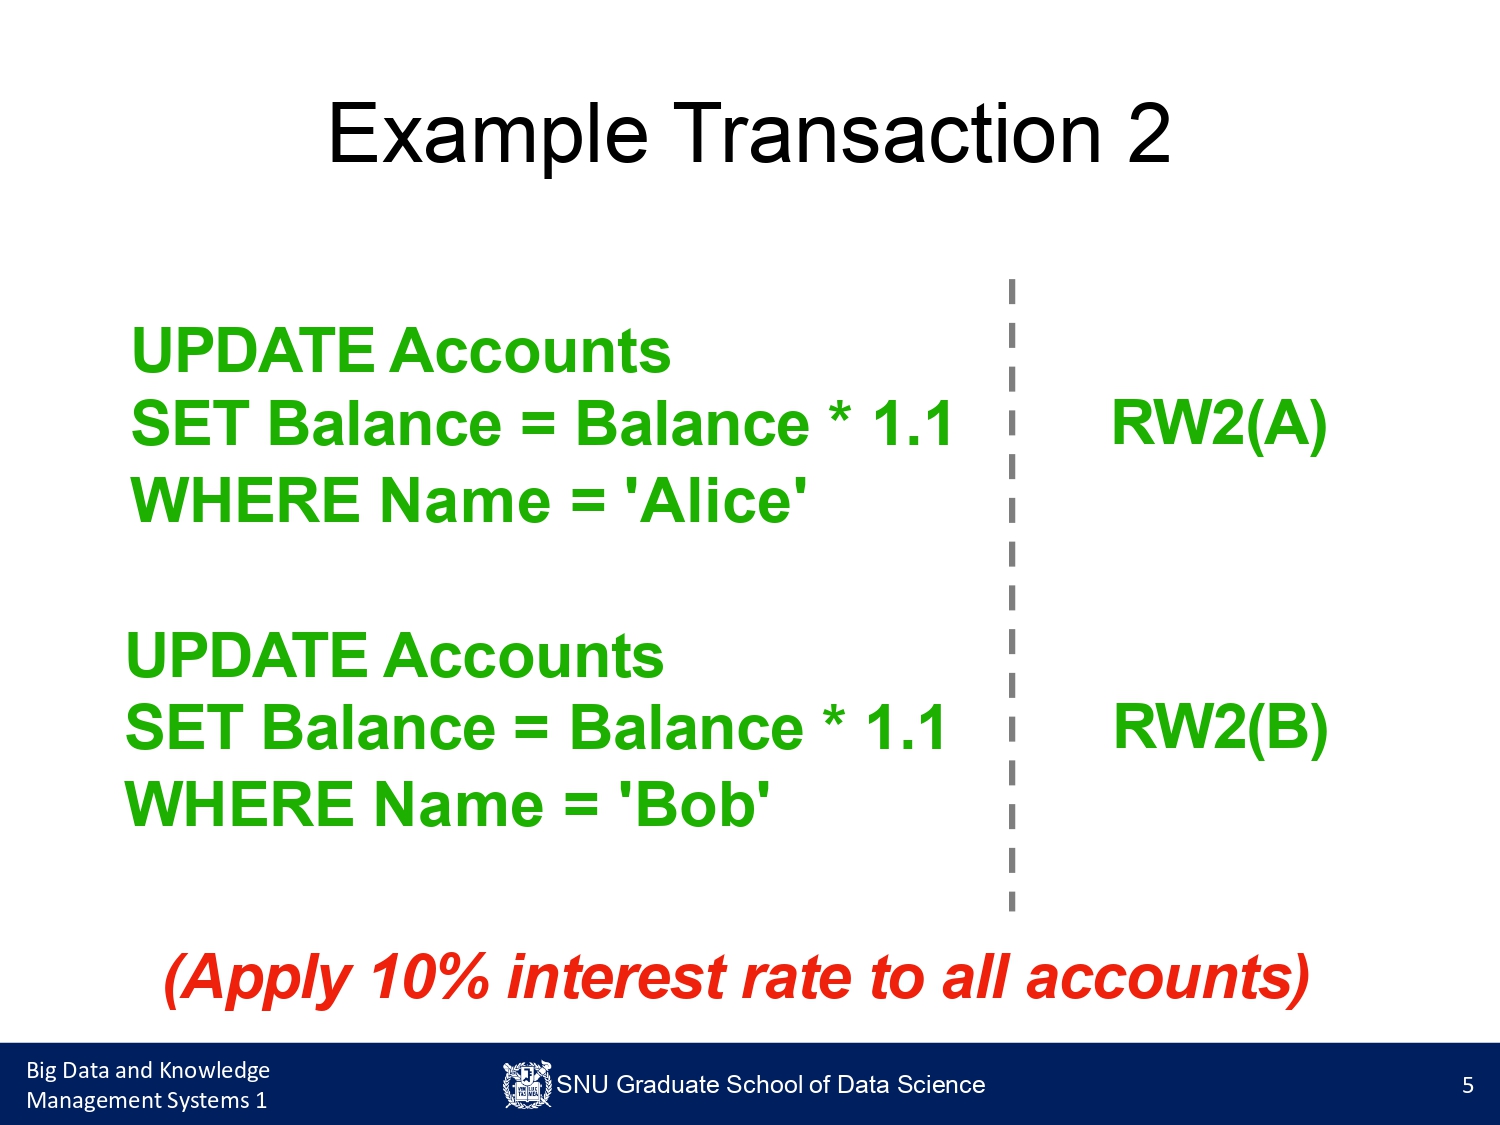 Example Transaction 2
UPDATE Accounts
SET Balance = Balance * 1.1
WHERE Name = 'Alice'
RW2(A)
UPDATE Accounts
SET Balance = Balance * 1.1
WHERE Name = 'Bob'
RW2(B)
(Apply 10% interest rate to all accounts)
Big Data and Knowledge
Management Systems 1
SNU Graduate School of Data Science
5